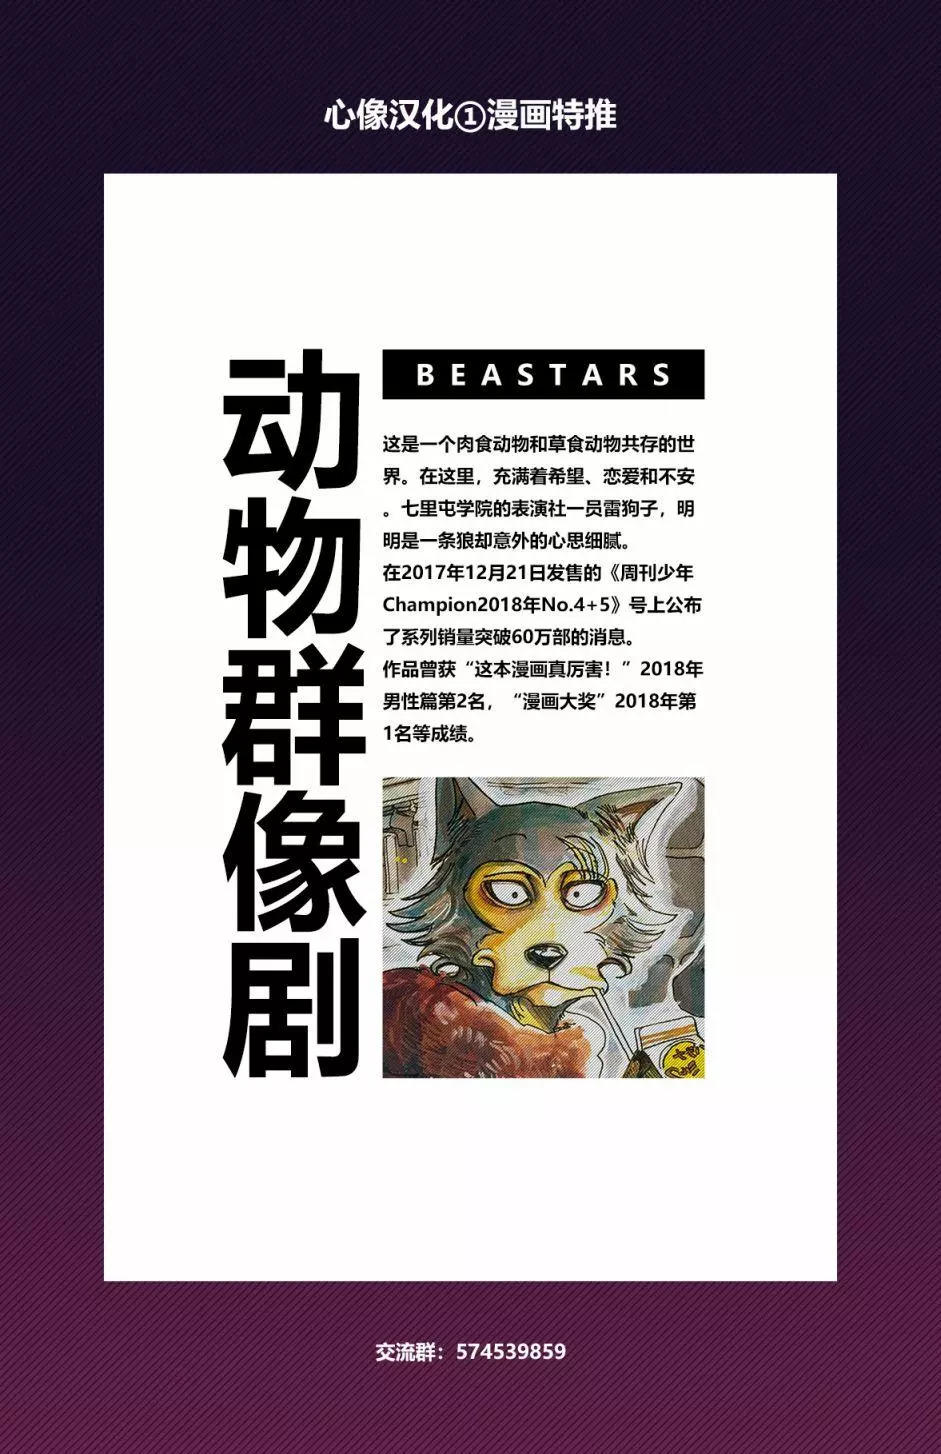 心像汉化①漫画特推
动物群像剧
BEASTARS
这是一个肉食动物和草食动物共存的世
界。在这里，充满着希望、恋爱和不安
。七里屯学院的表演社一员雷狗子，明
明是一条狼却意外的心思细腻。
在2017年12月21日发售的《周刊少年
Champion2018年No.4+5》号上公布
了系列销量突破60万部的消息。
作品曾获“这本漫画真厉害！”2018年
男性篇第2名，“漫画大奖”2018年第
1名等成绩。
交流群：574539859